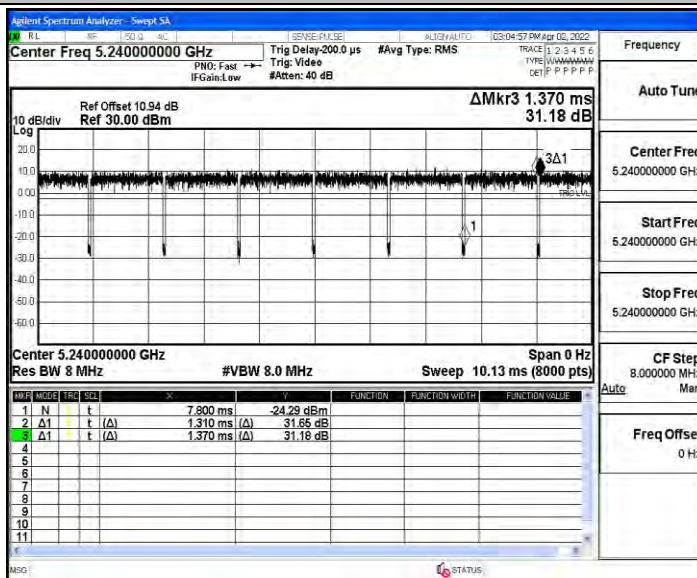 Agilent Spectrum Analyzer - Swept SA
RL RF 50 Ω AC SENSE:PULSE ALIGN AUTO 03:04:57 PM Apr 02, 2022
Center Freq 5.240000000 GHz
PNO: Fast
IFGain:Low
Trig Delay-200.0 µs
Trig: Video
#Atten: 40 dB
#Avg Type: RMS
TRACE 1 2 3 4 5 6
TYPE WWWWWW
DET P P P P P P
Ref Offset 10.94 dB
10 dB/div Ref 30.00 dBm
Log
ΔMkr3 1.370 ms
31.18 dB
20.0
10.0
0.00
-10.0
-20.0
-30.0
-40.0
-50.0
-60.0
3Δ1
TRIG LVL
1
Center 5.240000000 GHz Span 0 Hz
Res BW 8 MHz #VBW 8.0 MHz Sweep 10.13 ms (8000 pts)
MKR MODE TRC SCL X Y FUNCTION FUNCTION WIDTH FUNCTION VALUE
1 N t 7.800 ms -24.29 dBm
2 Δ1 t (Δ) 1.310 ms (Δ) 31.65 dB
3 Δ1 t (Δ) 1.370 ms (Δ) 31.18 dB
4
5
6
7
8
9
10
11
MSG STATUS
Frequency
Auto Tune
Center Freq
5.240000000 GHz
Start Freq
5.240000000 GHz
Stop Freq
5.240000000 GHz
CF Step
8.000000 MHz
Auto Man
Freq Offset
0 Hz